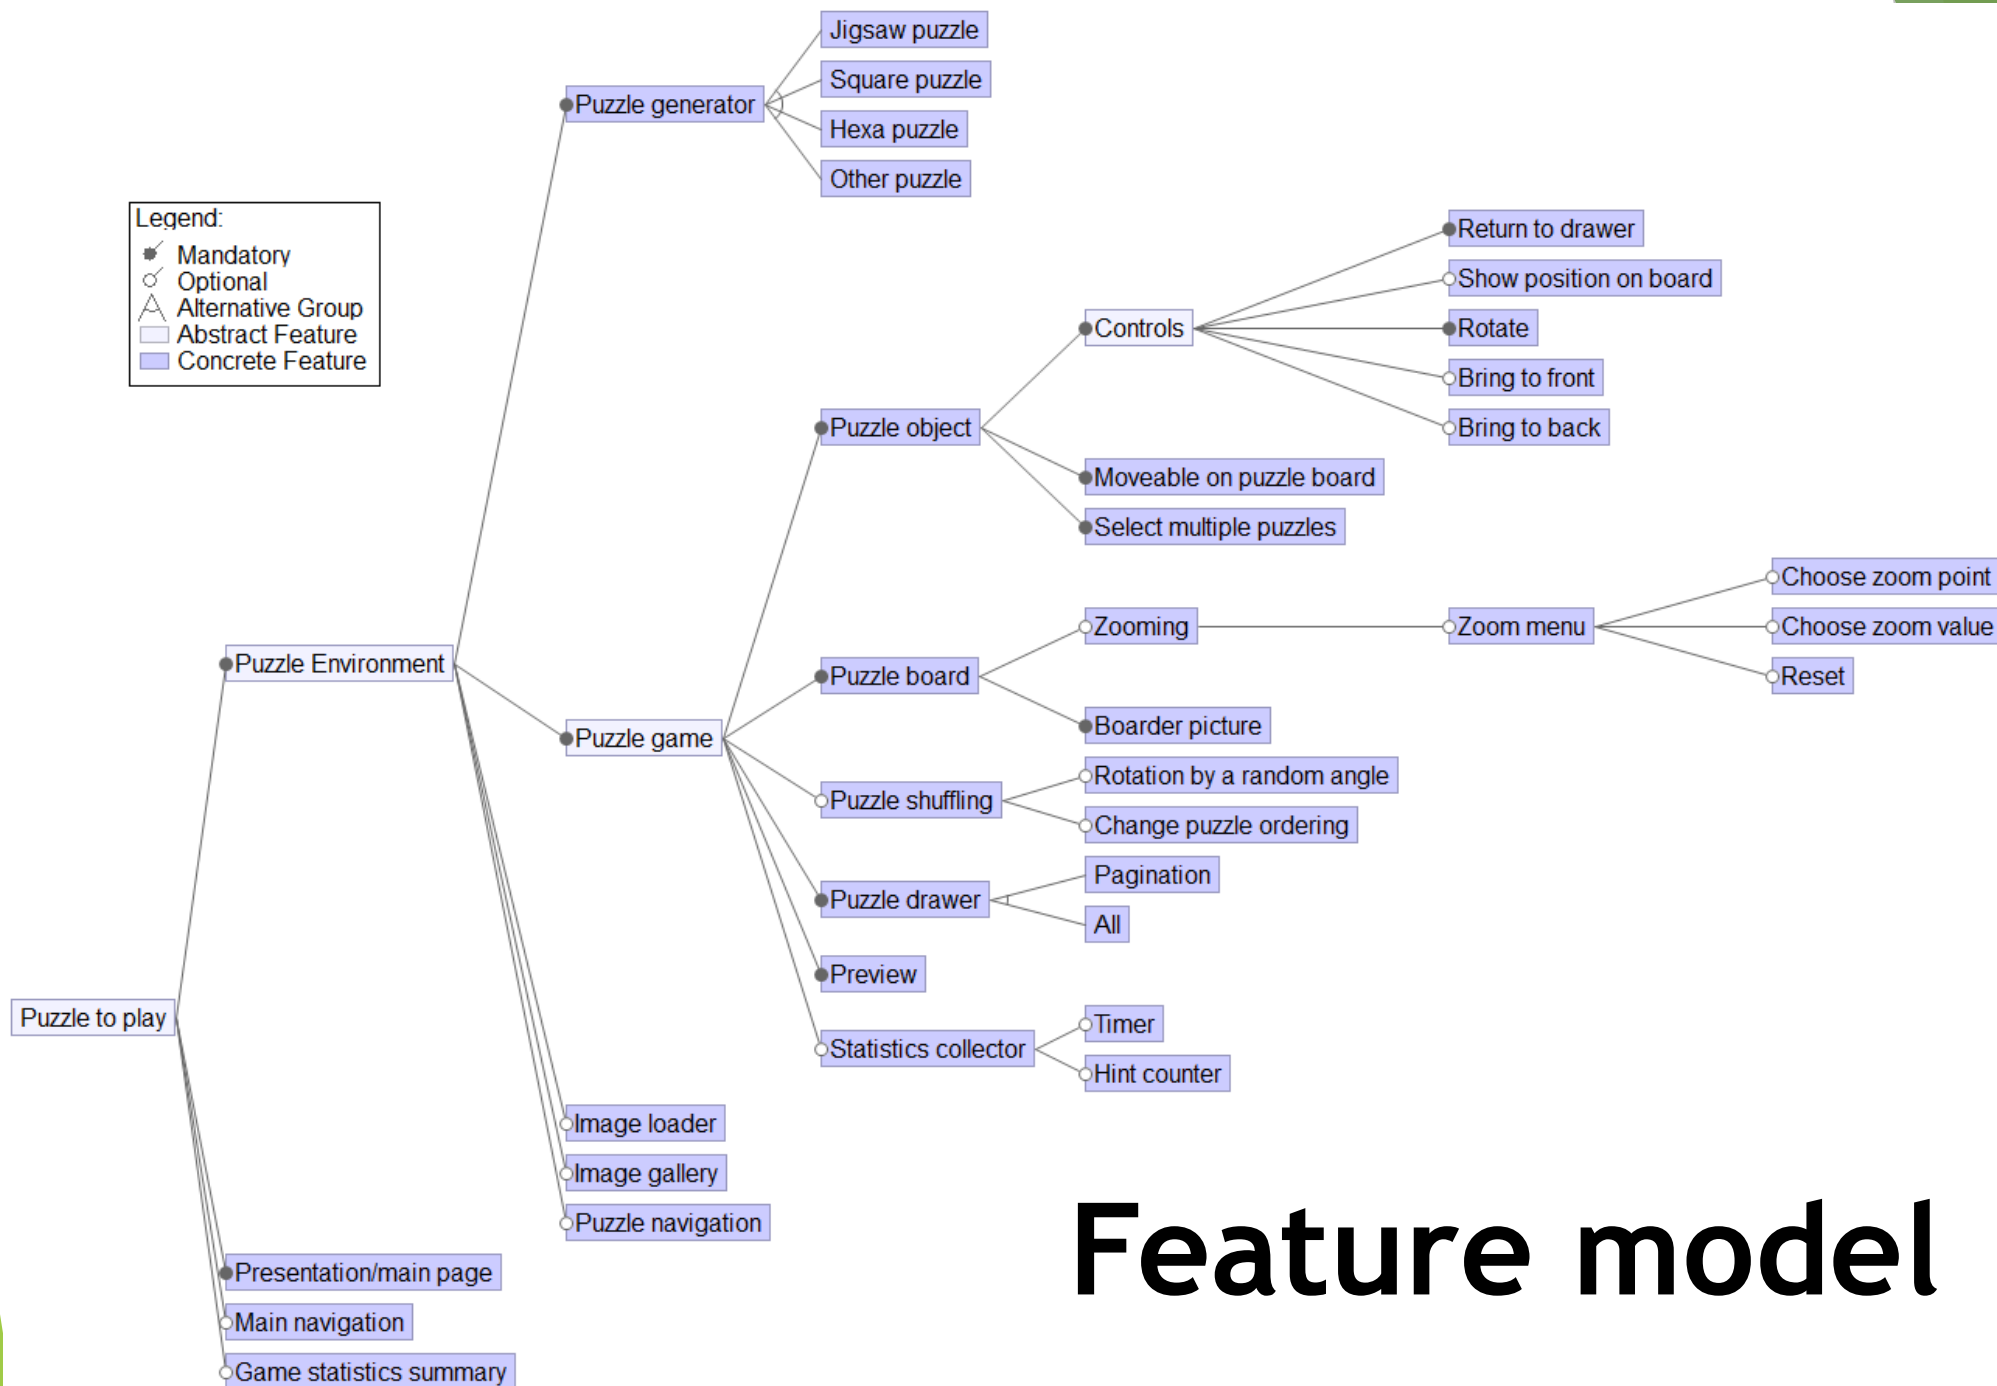 Jigsaw puzzle
Square puzzle
Puzzle generator
Hexa puzzle
Other puzzle
Legend:
Mandatory
Optional
Alternative Group
Abstract Feature
Concrete Feature
Return to drawer
Show position on board
Controls
Rotate
Bring to front
Puzzle object
Bring to back
Moveable on puzzle board
Select multiple puzzles
Choose zoom point
Zooming
Zoom menu
Choose zoom value
Puzzle Environment
Puzzle board
Reset
Boarder picture
Puzzle game
Rotation by a random angle
Puzzle shuffling
Change puzzle ordering
Pagination
Puzzle drawer
All
Preview
Puzzle to play
Timer
Statistics collector
Hint counter
Image loader
Image gallery
Puzzle navigation
Feature model
Presentation/main page
Main navigation
Game statistics summary